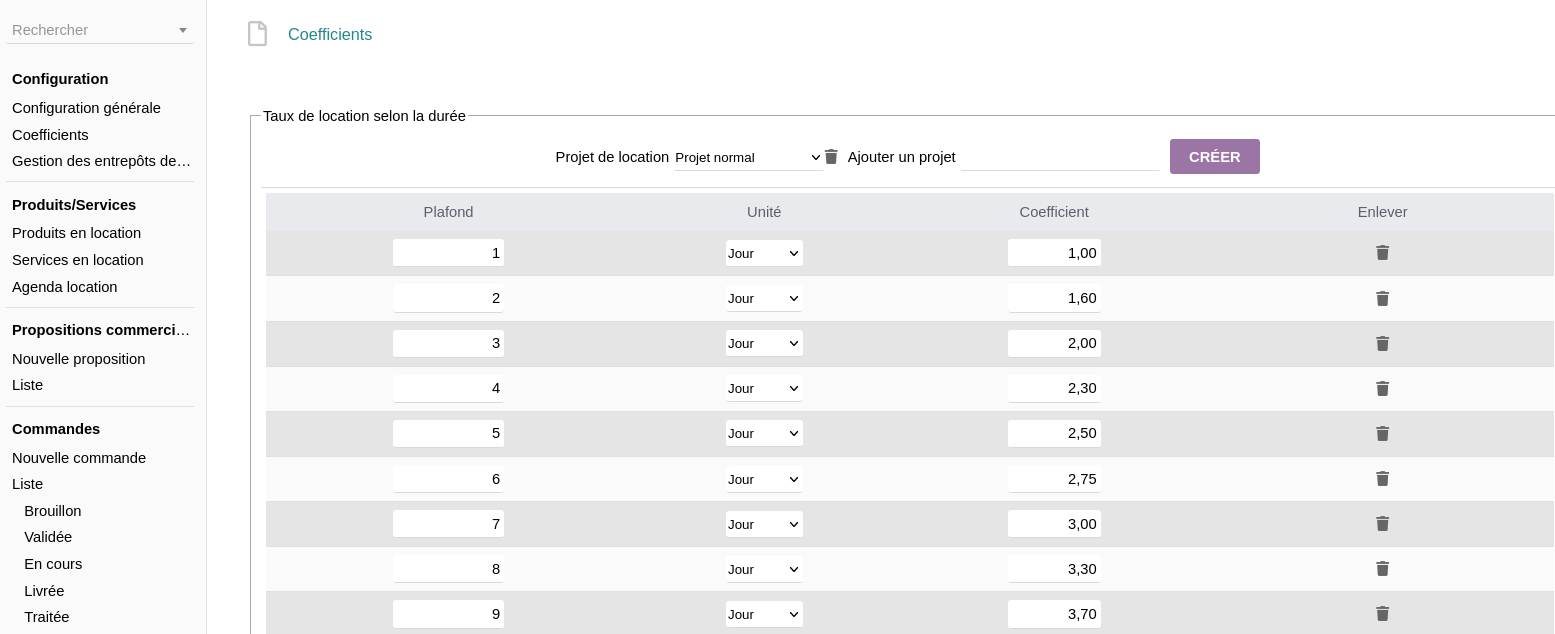 Rechercher
Configuration
Configuration générale
Coefficients
Gestion des entrepôts de…
Produits/Services
Produits en location
Services en location
Agenda location
Propositions commerci…
Nouvelle proposition
Liste
Commandes
Nouvelle commande
Liste
Brouillon
Validée
En cours
Livrée
Traitée
Coefficients
Taux de location selon la durée
Projet de location Projet normal Ajouter un projet CRÉER
Plafond Unité Coefficient Enlever
1 Jour 1,00
2 Jour 1,60
3 Jour 2,00
4 Jour 2,30
5 Jour 2,50
6 Jour 2,75
7 Jour 3,00
8 Jour 3,30
9 Jour 3,70